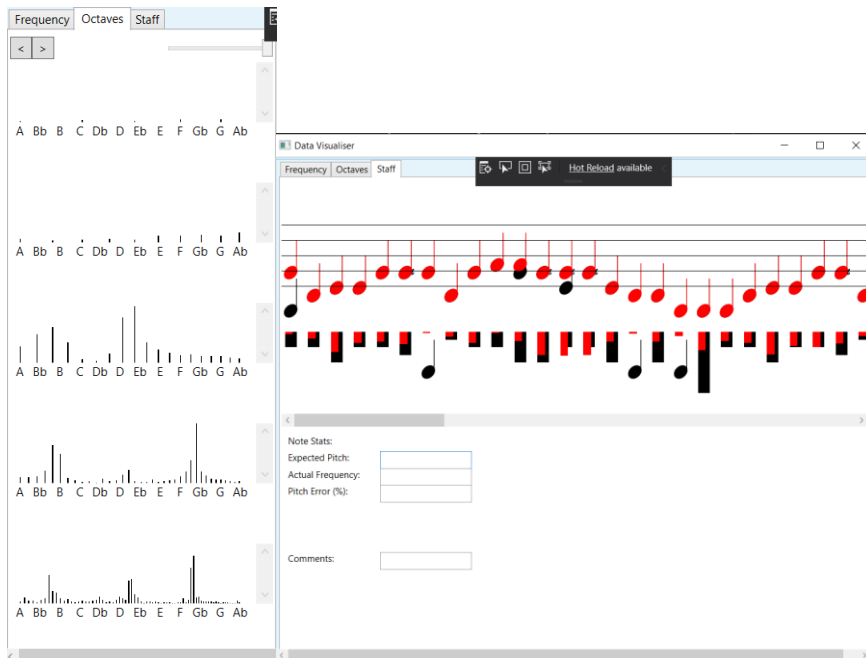 Frequency Octaves Staff
< >
A Bb B C Db D Eb E F Gb G Ab
A Bb B C Db D Eb E F Gb G Ab
A Bb B C Db D Eb E F Gb G Ab
A Bb B C Db D Eb E F Gb G Ab
A Bb B C Db D Eb E F Gb G Ab
Data Visualiser
Frequency Octaves Staff
Hot Reload available
Note Stats:
Expected Pitch:
Actual Frequency:
Pitch Error (%):
Comments: